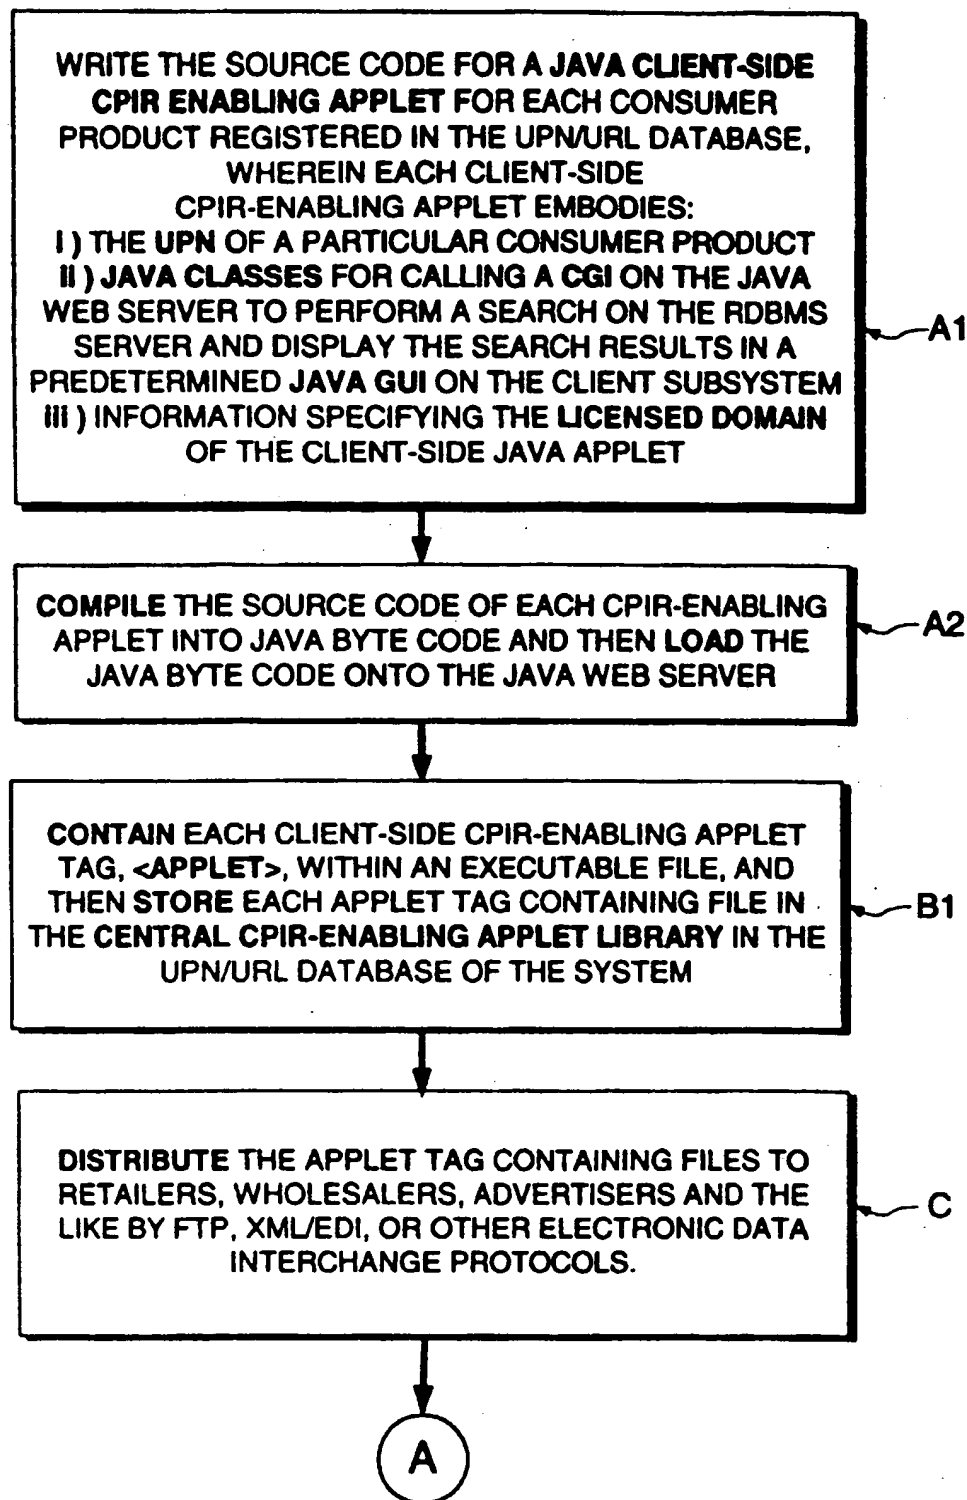 WRITE THE SOURCE CODE FOR A JAVA CLIENT-SIDE
CPIR ENABLING APPLET FOR EACH CONSUMER
PRODUCT REGISTERED IN THE UPN/URL DATABASE,
WHEREIN EACH CLIENT-SIDE
CPIR-ENABLING APPLET EMBODIES:
I ) THE UPN OF A PARTICULAR CONSUMER PRODUCT
II ) JAVA CLASSES FOR CALLING A CGI ON THE JAVA
WEB SERVER TO PERFORM A SEARCH ON THE RDBMS
SERVER AND DISPLAY THE SEARCH RESULTS IN A
PREDETERMINED JAVA GUI ON THE CLIENT SUBSYSTEM
III ) INFORMATION SPECIFYING THE LICENSED DOMAIN
OF THE CLIENT-SIDE JAVA APPLET
A1
COMPILE THE SOURCE CODE OF EACH CPIR-ENABLING
APPLET INTO JAVA BYTE CODE AND THEN LOAD THE
JAVA BYTE CODE ONTO THE JAVA WEB SERVER
A2
CONTAIN EACH CLIENT-SIDE CPIR-ENABLING APPLET
TAG, <APPLET>, WITHIN AN EXECUTABLE FILE, AND
THEN STORE EACH APPLET TAG CONTAINING FILE IN
THE CENTRAL CPIR-ENABLING APPLET LIBRARY IN THE
UPN/URL DATABASE OF THE SYSTEM
B1
DISTRIBUTE THE APPLET TAG CONTAINING FILES TO
RETAILERS, WHOLESALERS, ADVERTISERS AND THE
LIKE BY FTP, XML/EDI, OR OTHER ELECTRONIC DATA
INTERCHANGE PROTOCOLS.
C
A